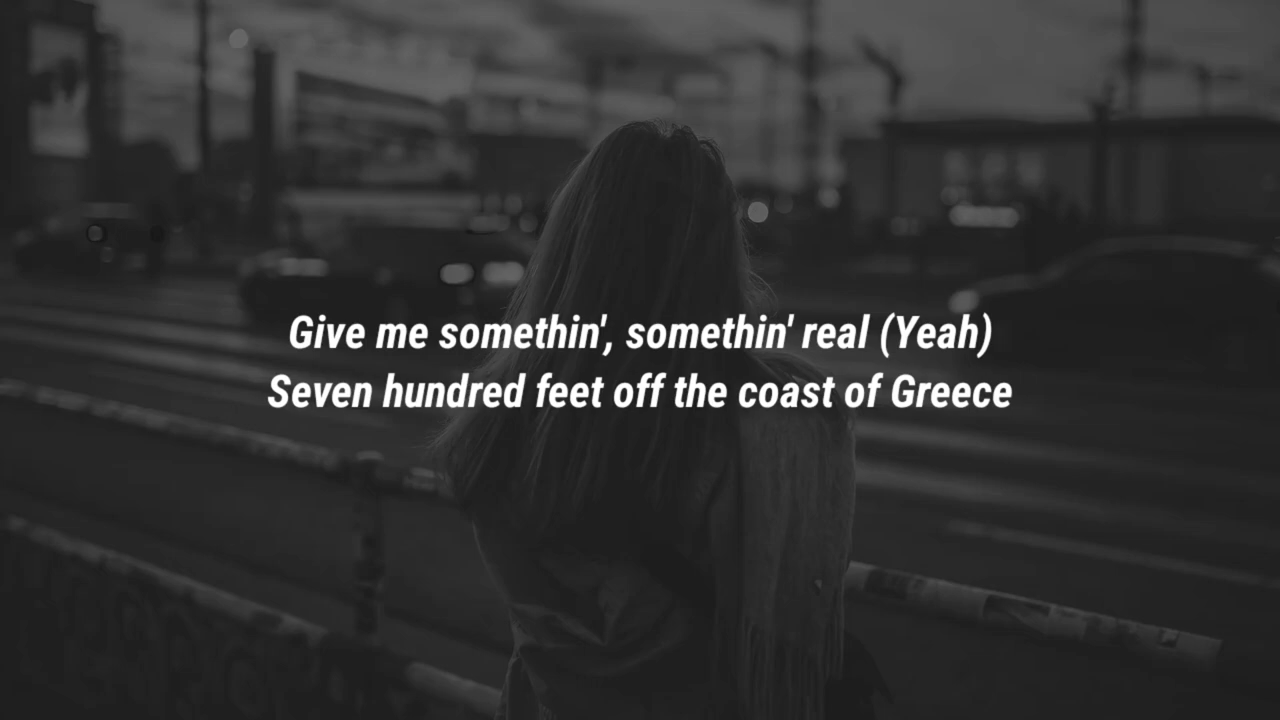 Give me somethin', somethin' real (Yeah)
Seven hundred feet off the coast of Greece